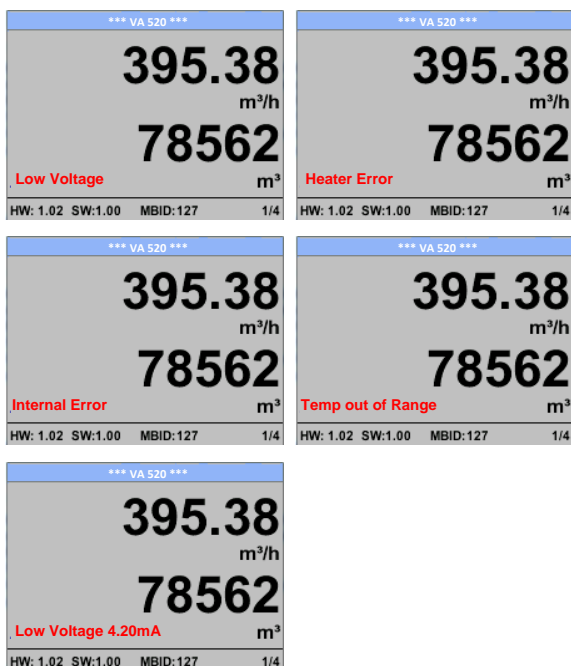 *** VA 520 ***
395.38
m³/h
78562
Low Voltage
m³
HW: 1.02 SW:1.00 MBID:127 1/4
*** VA 520 ***
395.38
m³/h
78562
Heater Error
m³
HW: 1.02 SW:1.00 MBID:127 1/4
*** VA 520 ***
395.38
m³/h
78562
Internal Error
m³
HW: 1.02 SW:1.00 MBID:127 1/4
*** VA 520 ***
395.38
m³/h
78562
Temp out of Range
m³
HW: 1.02 SW:1.00 MBID:127 1/4
*** VA 520 ***
395.38
m³/h
78562
Low Voltage 4.20mA
m³
HW: 1.02 SW:1.00 MBID:127 1/4